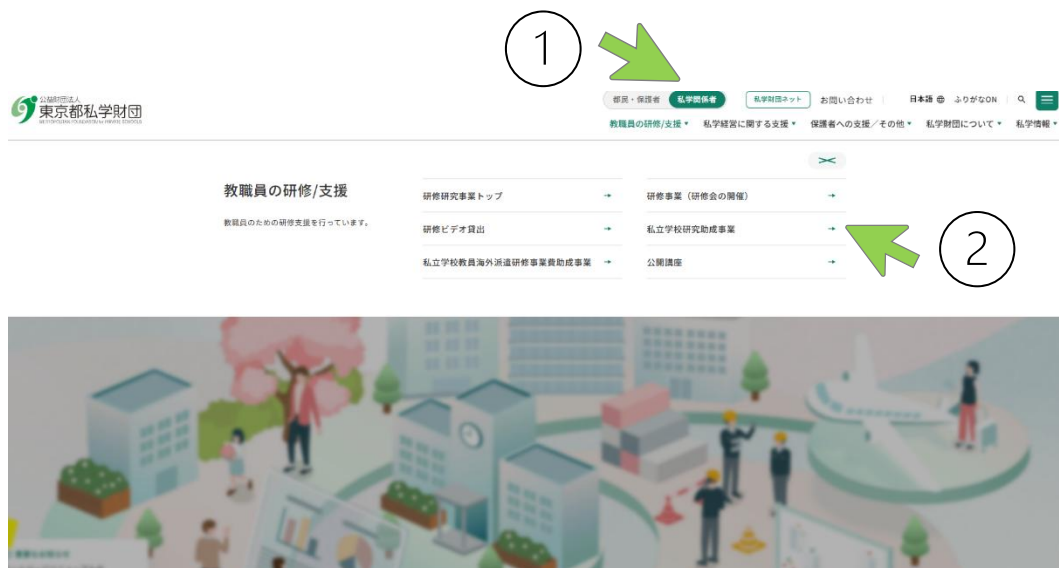 1
公益財団法人
東京都私学財団
都民・保護者 私学関係者 私学財団ネット お問い合わせ 日本語 ふりがなON
教職員の研修/支援 私学経営に関する支援 保護者への支援／その他 私学財団について 私学情報
教職員の研修/支援
教職員のための研修支援を行っています。
研修研究事業トップ
研修事業（研修会の開催）
研修ビデオ貸出
私立学校研究助成事業
私立学校教員海外派遣研修事業費助成事業
公開講座
2